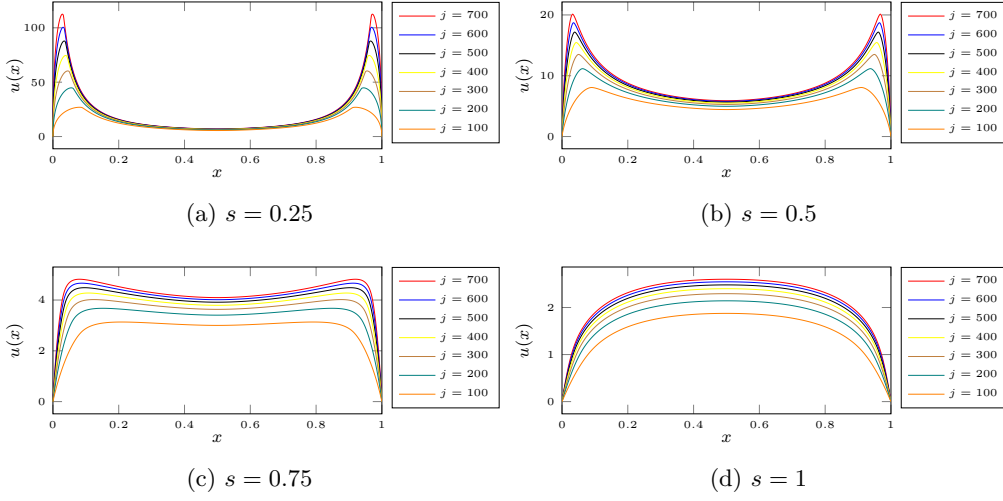 u(x)
100
50
0
0
0.2
0.4
0.6
0.8
1
x
j = 700
j = 600
j = 500
j = 400
j = 300
j = 200
j = 100
(a) s = 0.25
u(x)
20
10
0
0
0.2
0.4
0.6
0.8
1
x
j = 700
j = 600
j = 500
j = 400
j = 300
j = 200
j = 100
(b) s = 0.5
u(x)
4
2
0
0
0.2
0.4
0.6
0.8
1
x
j = 700
j = 600
j = 500
j = 400
j = 300
j = 200
j = 100
(c) s = 0.75
u(x)
2
1
0
0
0.2
0.4
0.6
0.8
1
x
j = 700
j = 600
j = 500
j = 400
j = 300
j = 200
j = 100
(d) s = 1